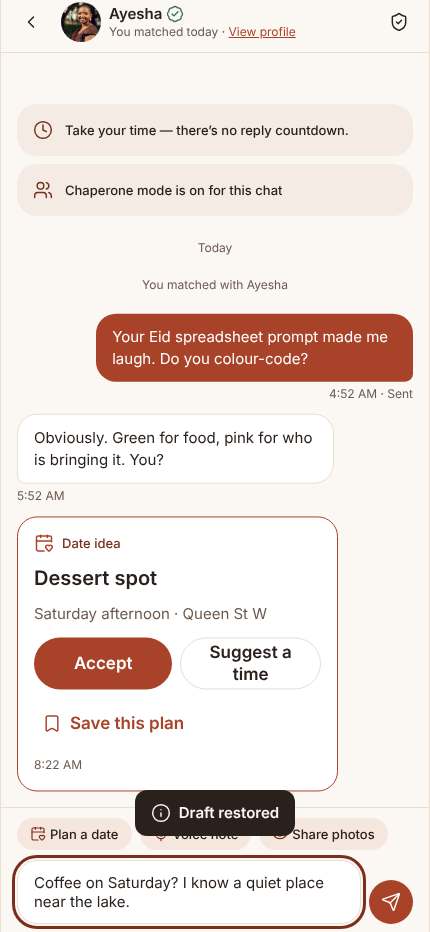 Ayesha
You matched today · View profile
Take your time — there's no reply countdown.
Chaperone mode is on for this chat
Today
You matched with Ayesha
Your Eid spreadsheet prompt made me
laugh. Do you colour-code?
4:52 AM · Sent
Obviously. Green for food, pink for who
is bringing it. You?
5:52 AM
Date idea
Dessert spot
Saturday afternoon · Queen St W
Accept
Suggest a
time
Save this plan
8:22 AM
Draft restored
Plan a date
Share photos
Coffee on Saturday? I know a quiet place
near the lake.